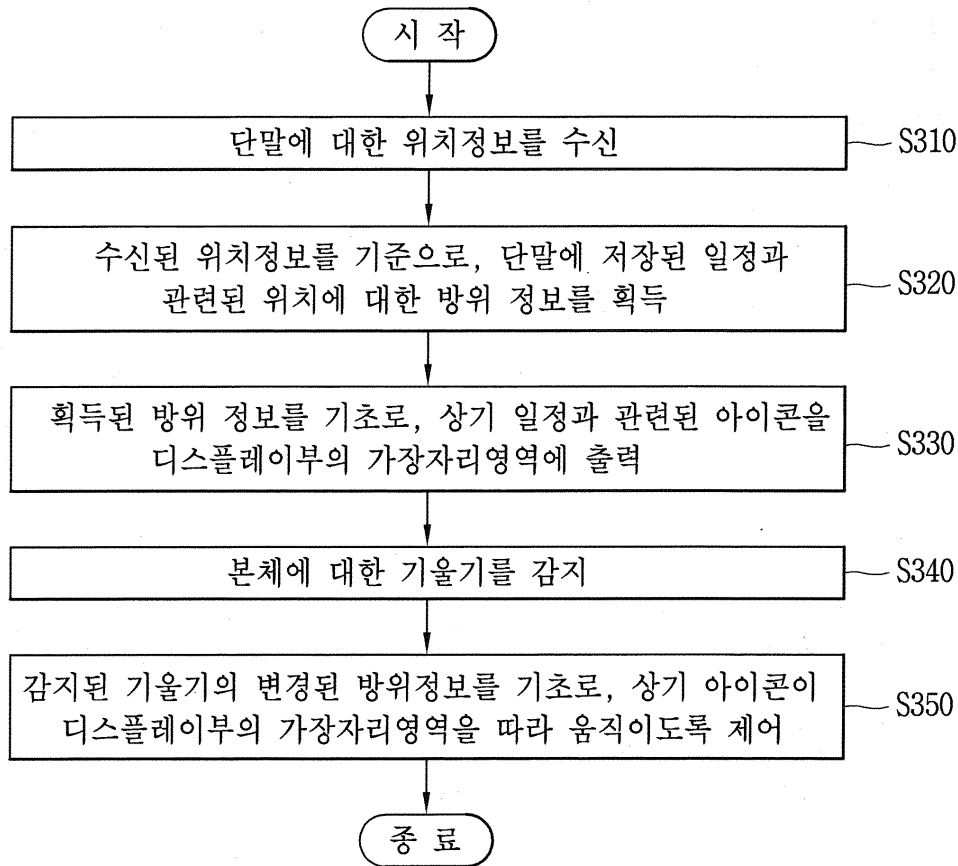 시 작
단말에 대한 위치정보를 수신
S310
수신된 위치정보를 기준으로, 단말에 저장된 일정과
관련된 위치에 대한 방위 정보를 획득
S320
획득된 방위 정보를 기초로, 상기 일정과 관련된 아이콘을
디스플레이부의 가장자리영역에 출력
S330
본체에 대한 기울기를 감지
S340
감지된 기울기의 변경된 방위정보를 기초로, 상기 아이콘이
디스플레이부의 가장자리영역을 따라 움직이도록 제어
S350
종 료